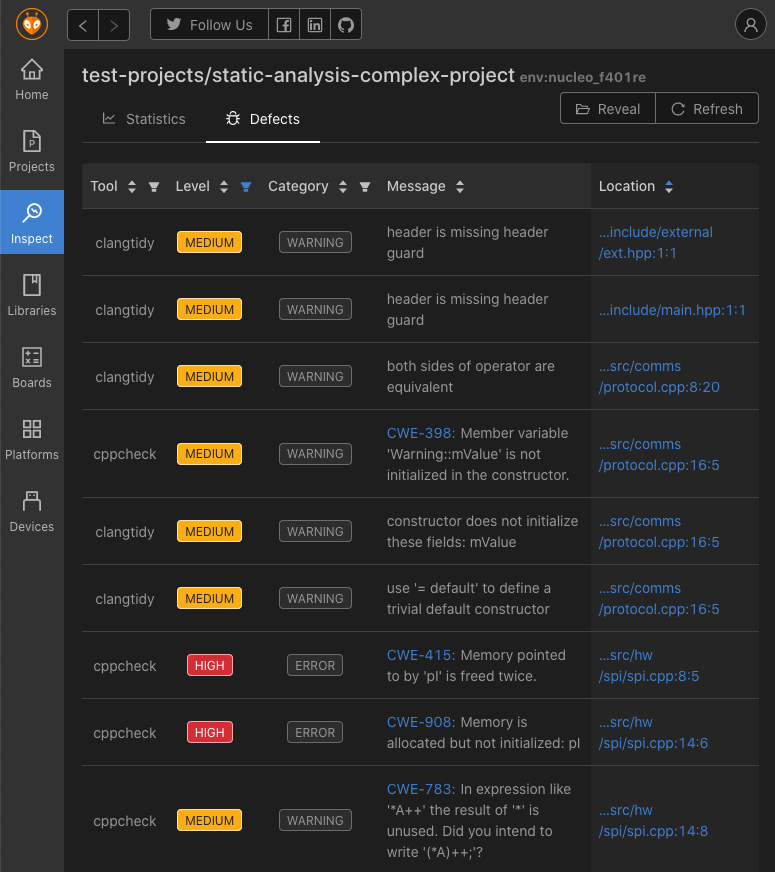 Follow Us
Home
Projects
Inspect
Libraries
Boards
Platforms
Devices
test-projects/static-analysis-complex-project env:nucleo_f401re
Statistics
Defects
Reveal
Refresh
Tool Level Category Message Location
clangtidy MEDIUM WARNING
header is missing header
guard
...include/external
/ext.hpp:1:1
clangtidy MEDIUM WARNING
header is missing header
guard
...include/main.hpp:1:1
clangtidy MEDIUM WARNING
both sides of operator are
equivalent
...src/comms
/protocol.cpp:8:20
cppcheck MEDIUM WARNING
CWE-398: Member variable
'Warning::mValue' is not
initialized in the constructor.
...src/comms
/protocol.cpp:16:5
clangtidy MEDIUM WARNING
constructor does not initialize
these fields: mValue
...src/comms
/protocol.cpp:16:5
clangtidy MEDIUM WARNING
use '= default' to define a
trivial default constructor
...src/comms
/protocol.cpp:16:5
cppcheck HIGH ERROR
CWE-415: Memory pointed
to by 'pI' is freed twice.
...src/hw
/spi/spi.cpp:8:5
cppcheck HIGH ERROR
CWE-908: Memory is
allocated but not initialized: pI
...src/hw
/spi/spi.cpp:14:6
cppcheck MEDIUM WARNING
CWE-783: In expression like
'*A++' the result of '*' is
unused. Did you intend to
write '(*A)++;'?
...src/hw
/spi/spi.cpp:14:8